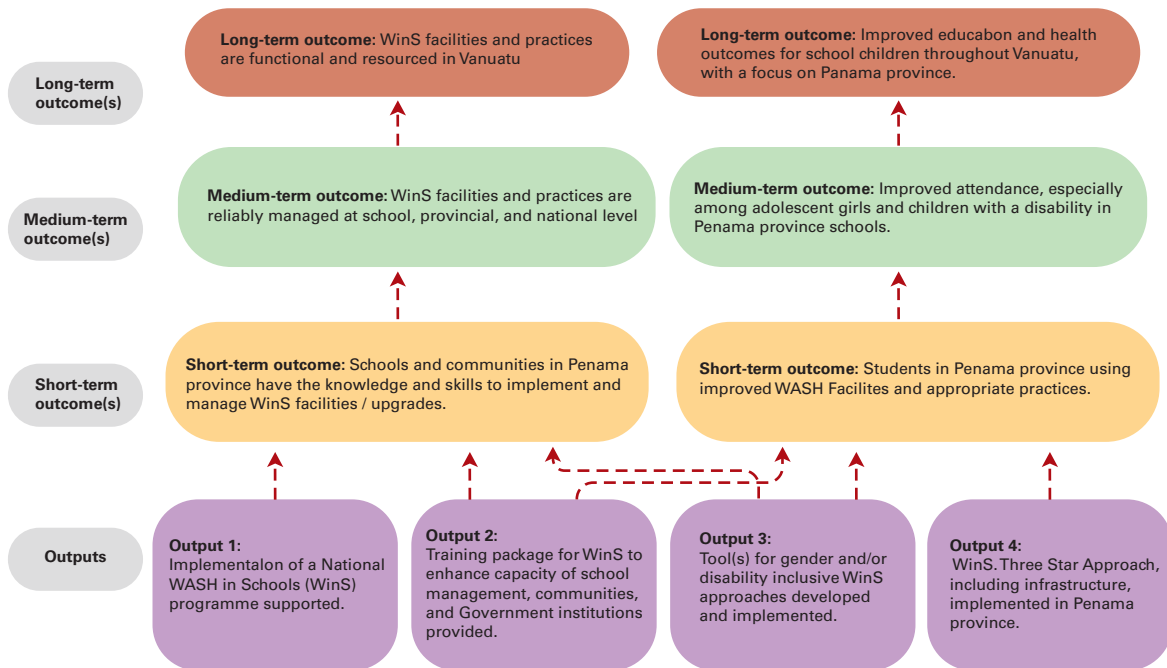 Long-term
outcome(s)
Long-term outcome: WinS facilities and practices
are functional and resourced in Vanuatu
Long-term outcome: Improved educabon and health
outcomes for school children throughout Vanuatu,
with a focus on Panama province.
Medium-term
outcome(s)
Medium-term outcome: WinS facilities and practices are
reliably managed at school, provincial, and national level
Medium-term outcome: Improved attendance, especially
among adolescent girls and children with a disability in
Penama province schools.
Short-term
outcome(s)
Short-term outcome: Schools and communities in Penama
province have the knowledge and skills to implement and
manage WinS facilities / upgrades.
Short-term outcome: Students in Penama province using
improved WASH Facilites and appropriate practices.
Outputs
Output 1:
Implementalon of a National
WASH in Schools (WinS)
programme supported.
Output 2:
Training package for WinS to
enhance capacity of school
management, communities,
and Government institutions
provided.
Output 3:
Tool(s) for gender and/or
disability inclusive WinS
approaches developed
and implemented.
Output 4:
WinS. Three Star Approach,
including infrastructure,
implemented in Penama
province.